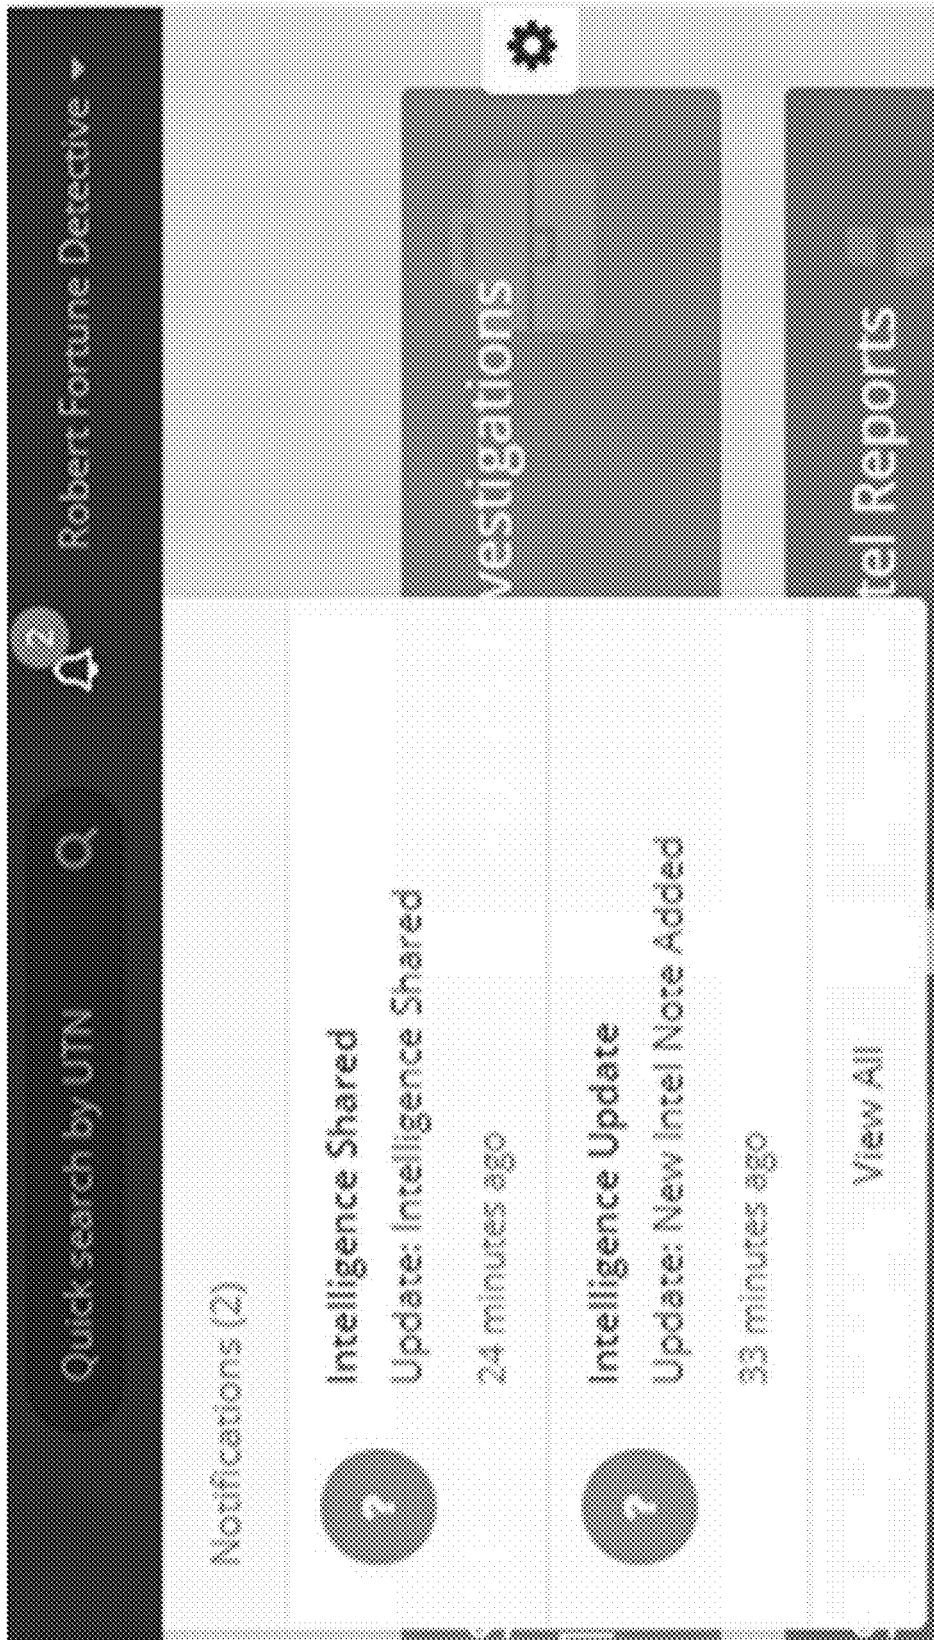 Quick search by UTN
2
Robert Fortune Detective
Notifications (2)
?
Intelligence Shared
Update: Intelligence Shared
24 minutes ago
?
Intelligence Update
Update: New Intel Note Added
33 minutes ago
View All
vestigations
tel Reports